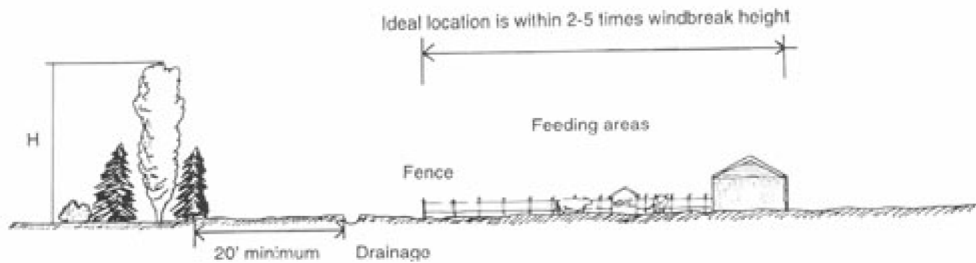 Ideal location is within 2-5 times windbreak height
H
Feeding areas
Fence
20' minimum
Drainage